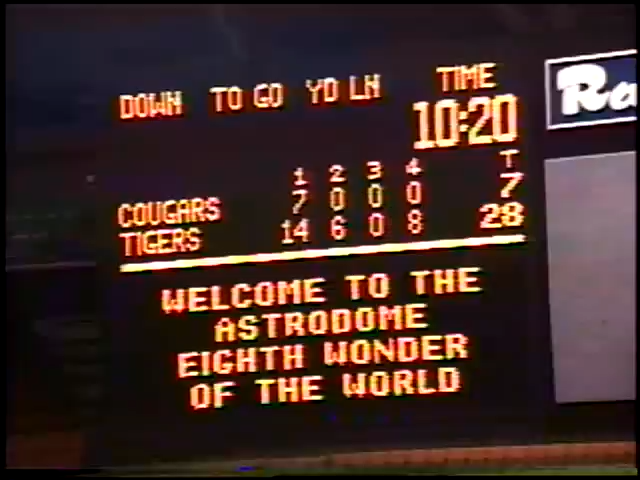 DOWN TO GO YD LN TIME
10:20
1 2 3 4 T
COUGARS 7 0 0 0 7
TIGERS 14 6 0 8 28
WELCOME TO THE
ASTRODOME
EIGHTH WONDER
OF THE WORLD
Ra